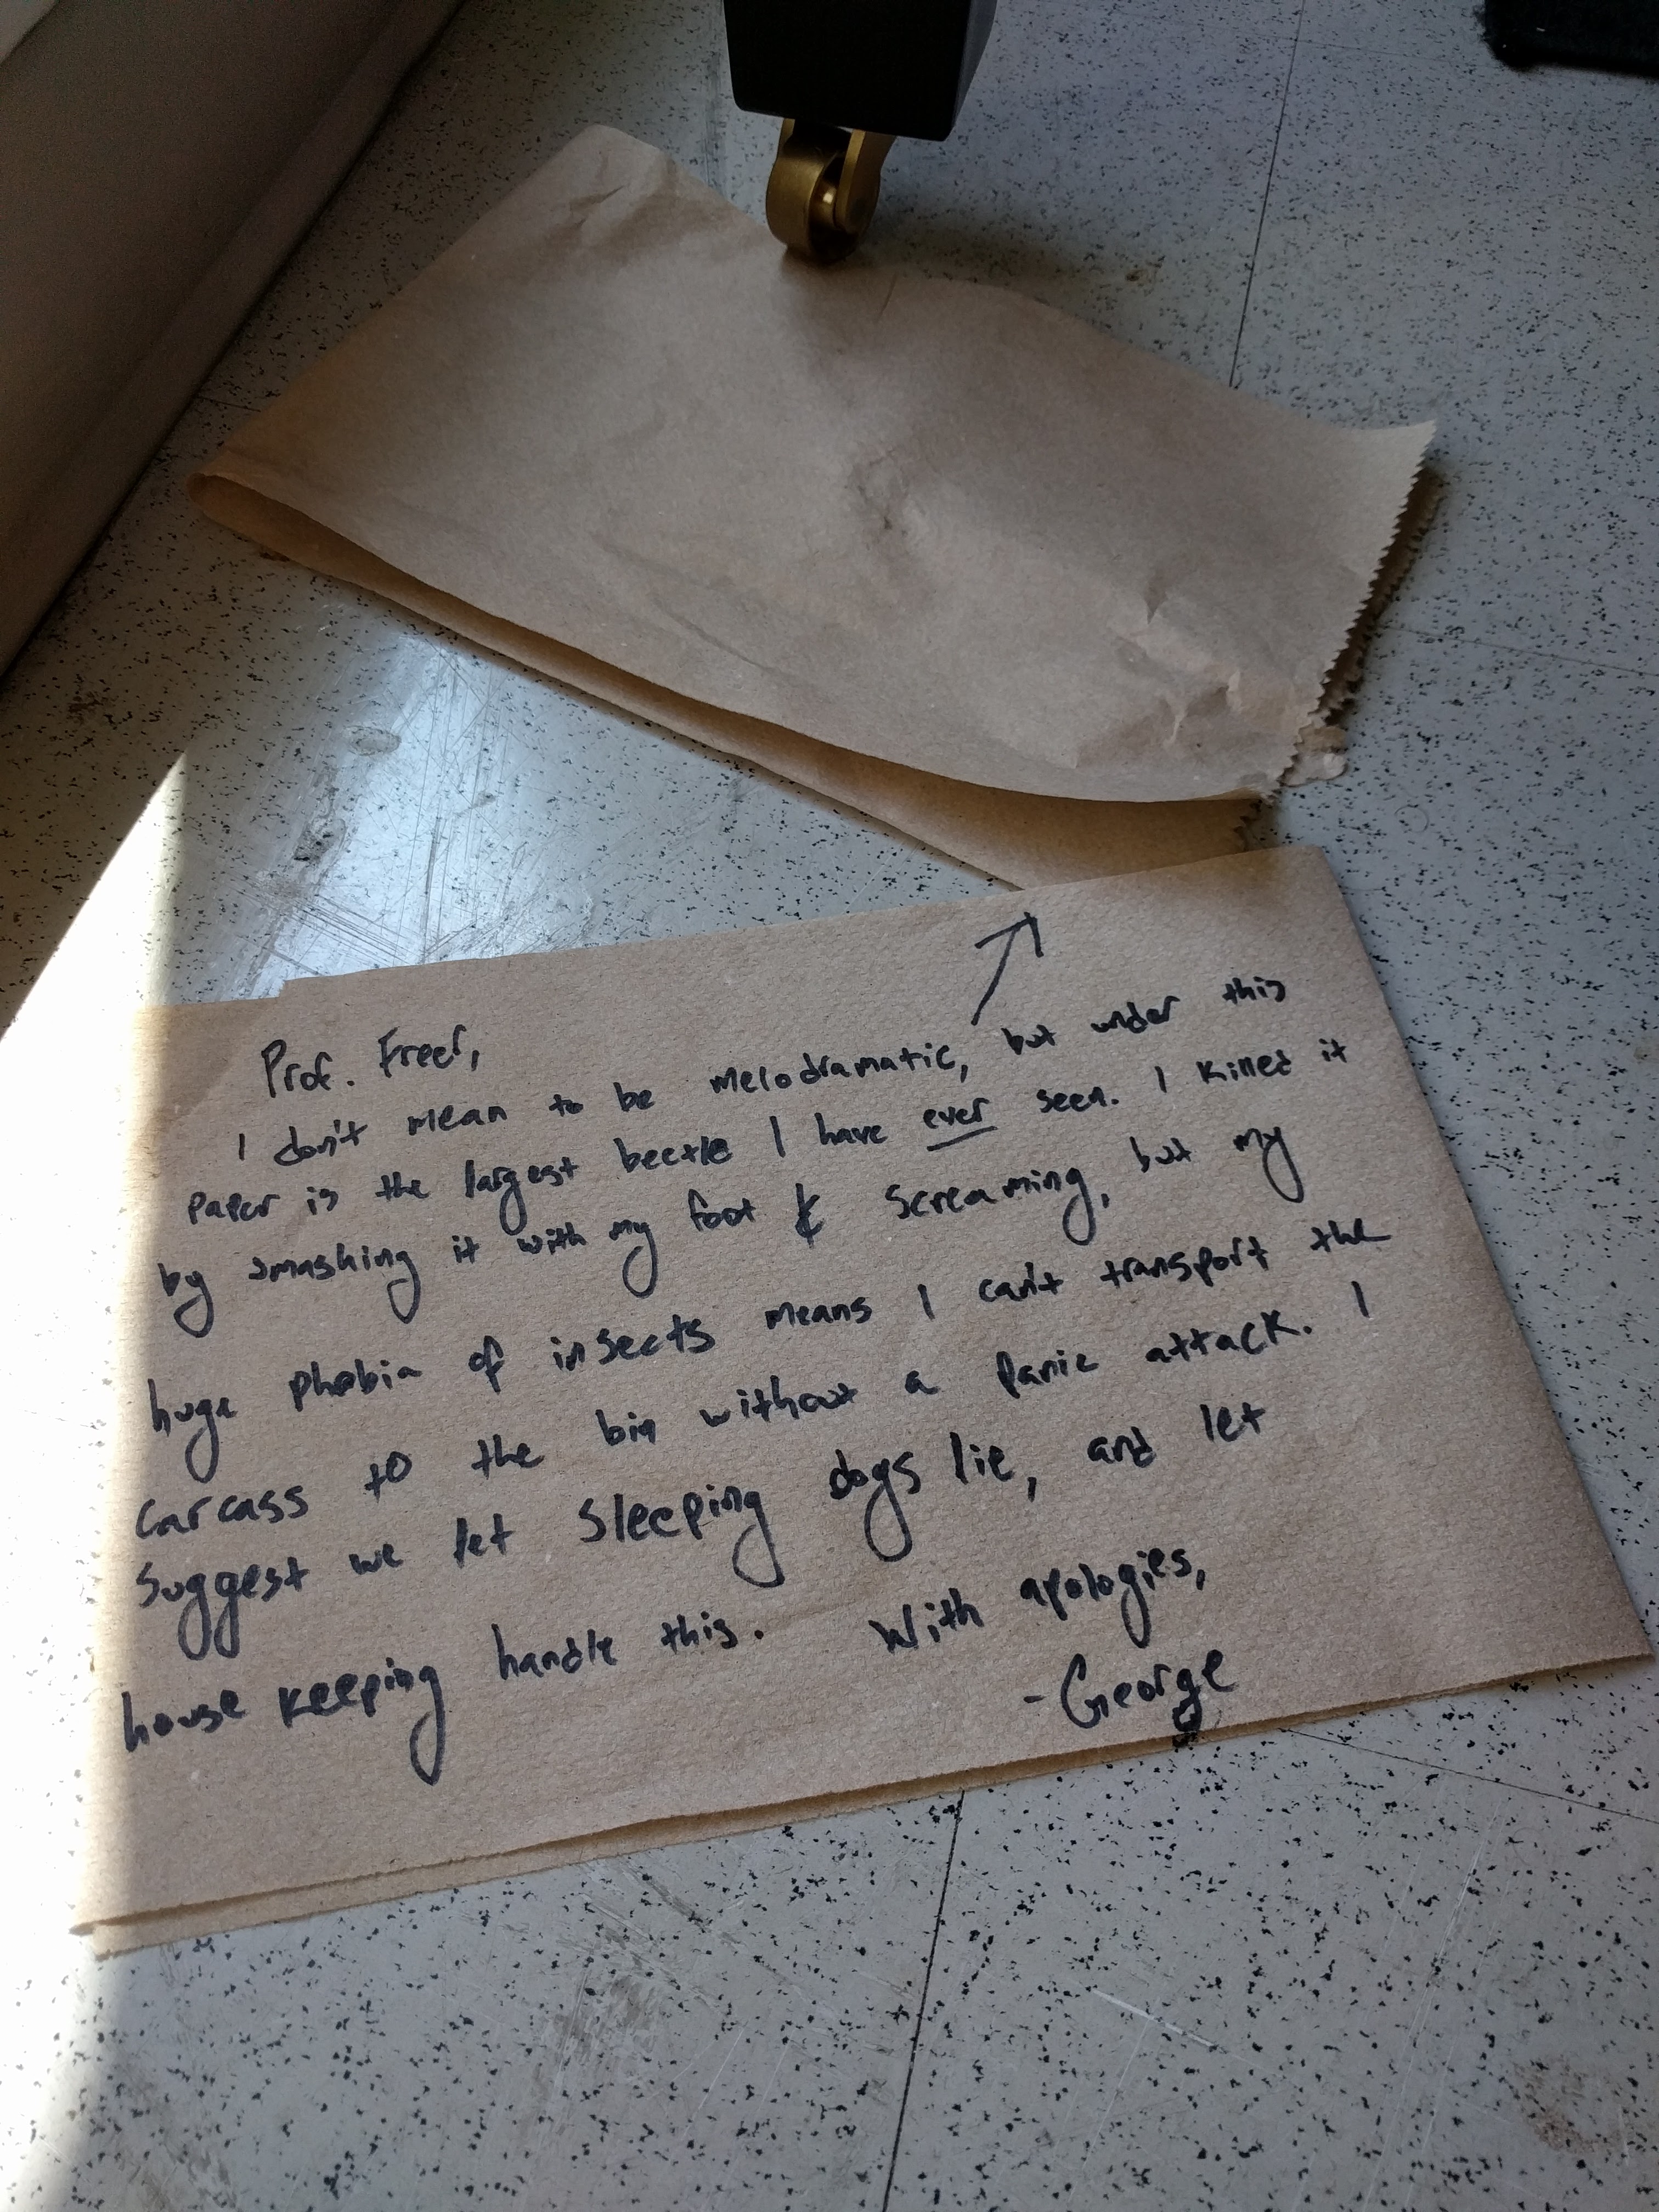 Prof. Freer,
I don't mean to be melodramatic, but under this
paper is the largest beetle I have ever seen. I killed it
by smashing it with my foot & screaming, but my
huge phobia of insects means I can't transport the
carcass to the bin without a panic attack. I
suggest we let sleeping dogs lie, and let
house keeping handle this. With apologies,
-George